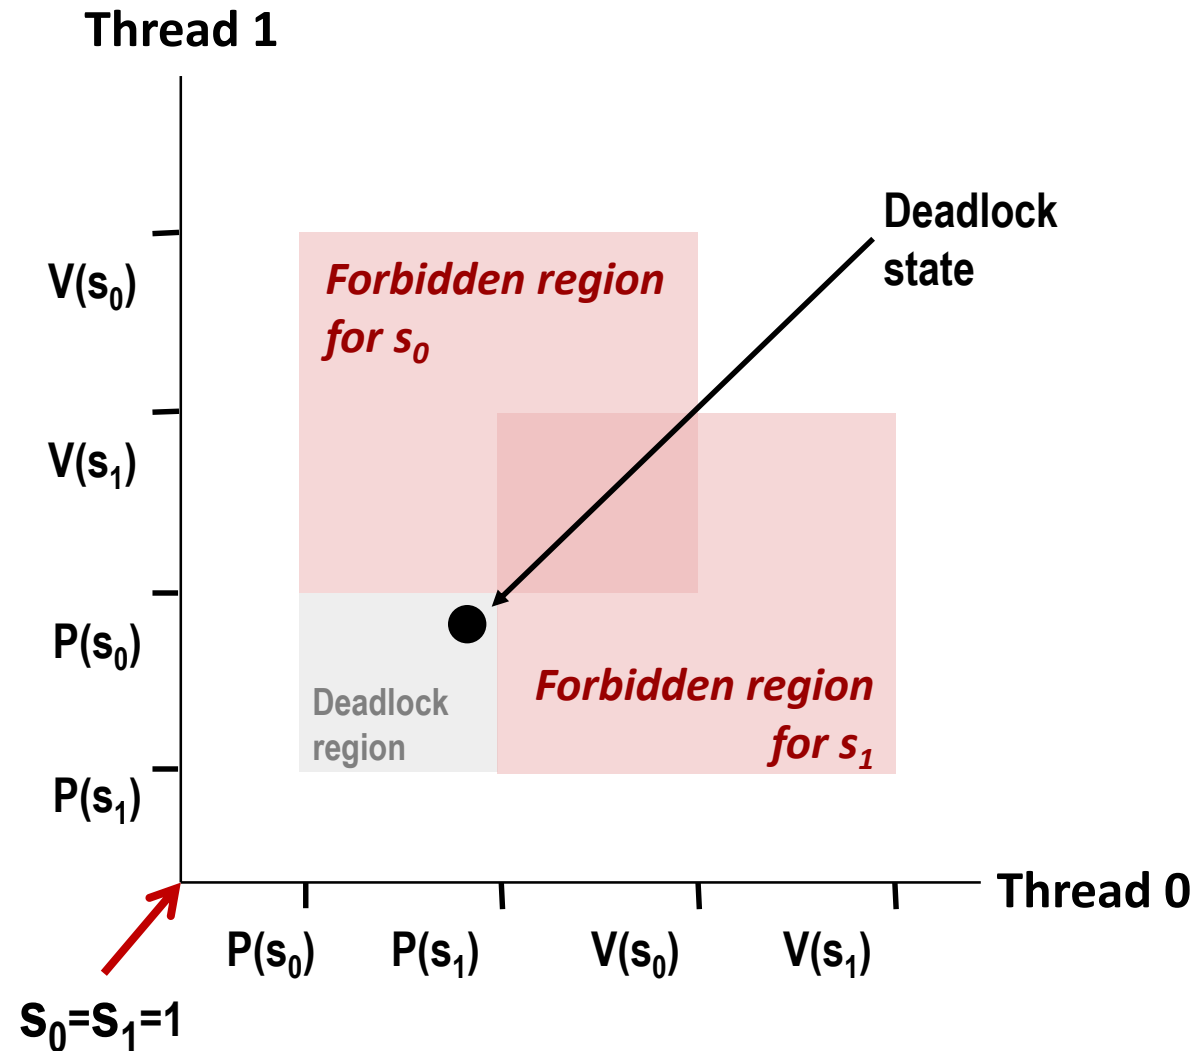 Thread 1
Deadlock
state
V(s₀)
Forbidden region
for s₀
V(s₁)
P(s₀)
Forbidden region
for s₁
Deadlock
region
P(s₁)
Thread 0
P(s₀)
P(s₁)
V(s₀)
V(s₁)
s₀=s₁=1